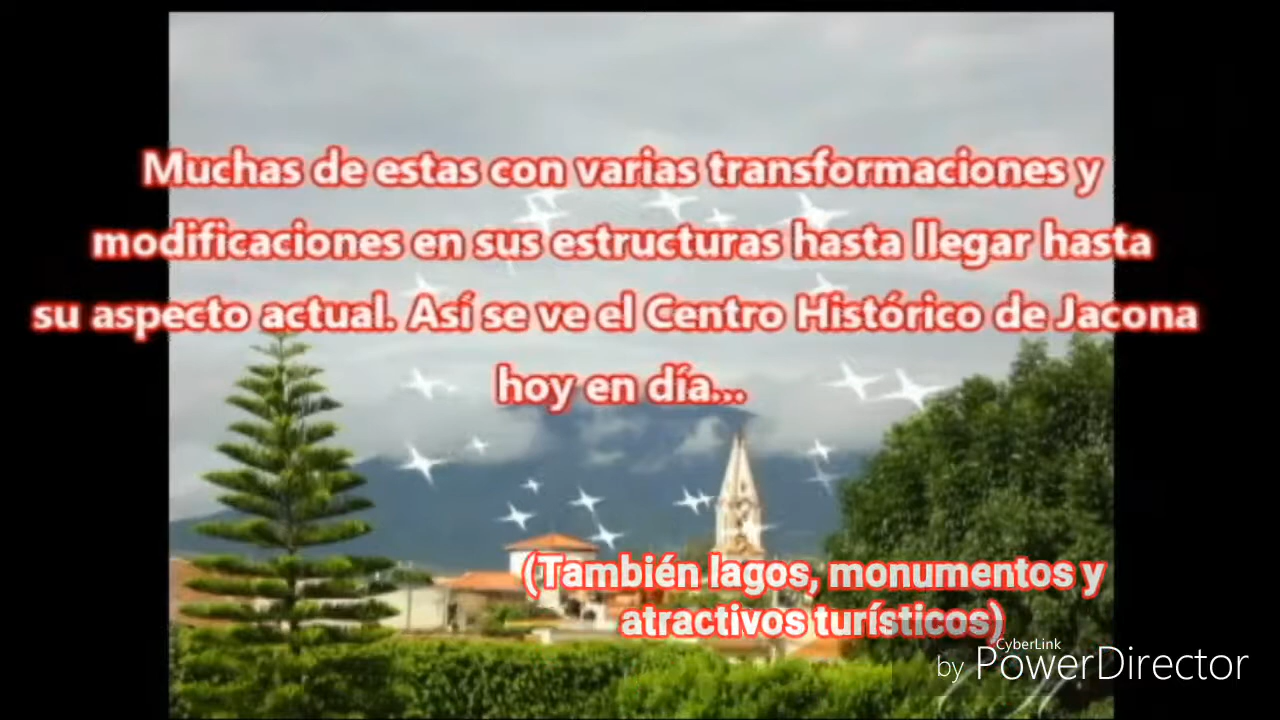 Muchas de estas con varias transformaciones y
modificaciones en sus estructuras hasta llegar hasta
su aspecto actual. Así se ve el Centro Histórico de Jacona
hoy en día...
(También lagos, monumentos y
atractivos turísticos)
CyberLink
by PowerDirector